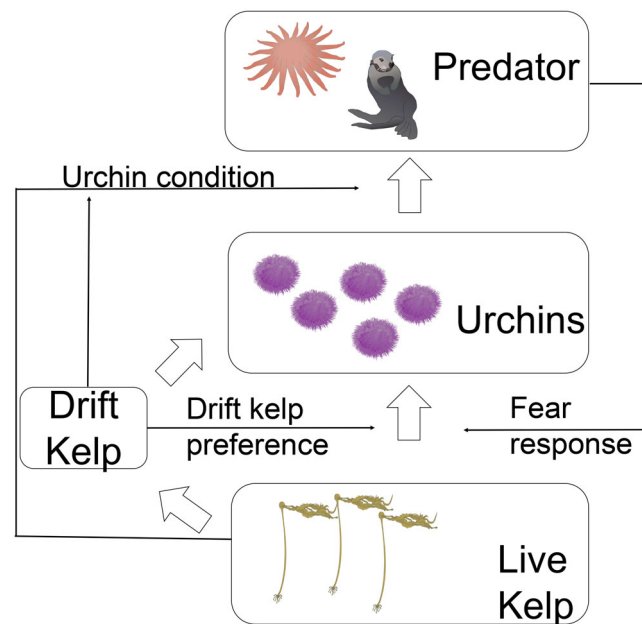 Predator
Urchin condition
Urchins
Drift
Kelp
Drift kelp
preference
Fear
response
Live
Kelp